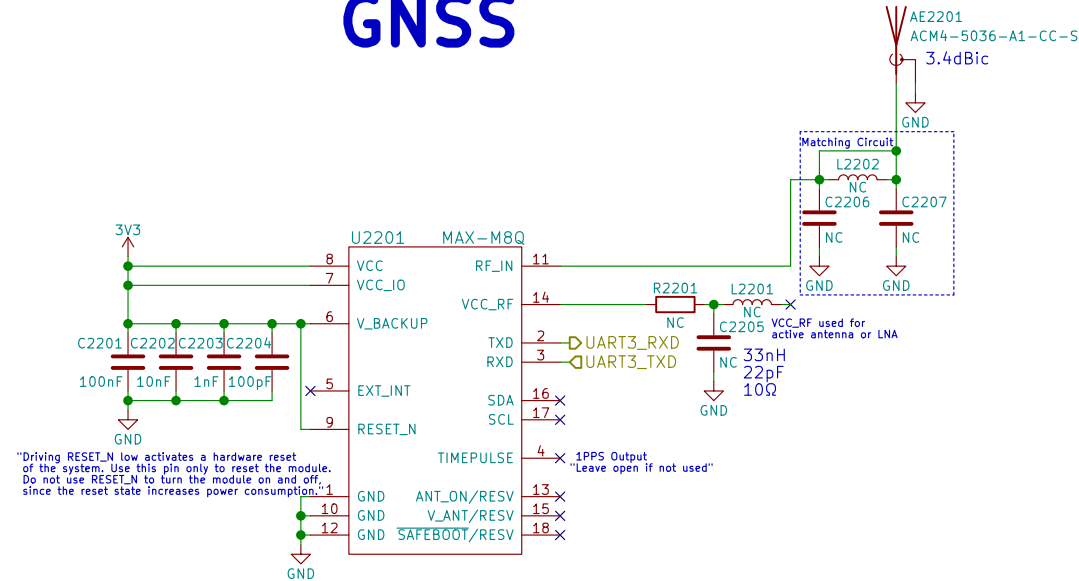 GNSS
AE2201
ACM4-5036-A1-CC-S
3.4dBic
GND
Matching Circuit
L2202
NC
C2206
C2207
NC
NC
GND
GND
3V3
U2201
MAX-M8Q
8
VCC
RF_IN
11
7
VCC_IO
R2201
L2201
VCC_RF
14
NC
NC
6
V_BACKUP
C2205
VCC_RF used for
active antenna or LNA
C2201
C2202
C2203
C2204
TXD
2
UART3_RXD
RXD
3
UART3_TXD
NC
33nH
22pF
10Ω
100nF
10nF
1nF
100pF
5
EXT_INT
SDA
16
SCL
17
GND
GND
9
RESET_N
"Driving RESET_N low activates a hardware reset
of the system. Use this pin only to reset the module.
Do not use RESET_N to turn the module on and off,
since the reset state increases power consumption."
TIMEPULSE
4
1PPS Output
"Leave open if not used"
1
GND
ANT_ON/RESV
13
10
GND
V_ANT/RESV
15
12
GND
SAFEBOOT/RESV
18
GND